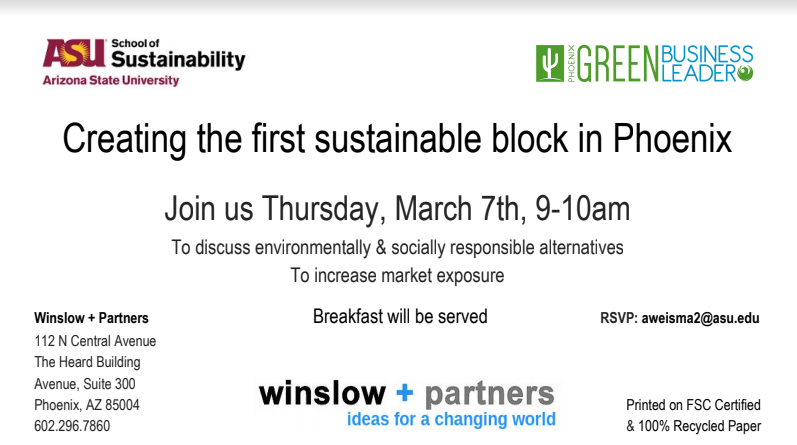 ASU School of
Sustainability
Arizona State University
PHOENIX GREEN BUSINESS LEADER
Creating the first sustainable block in Phoenix
Join us Thursday, March 7th, 9-10am
To discuss environmentally & socially responsible alternatives
To increase market exposure
Breakfast will be served
Winslow + Partners
112 N Central Avenue
The Heard Building
Avenue, Suite 300
Phoenix, AZ 85004
602.296.7860
winslow + partners
ideas for a changing world
RSVP: aweisma2@asu.edu
Printed on FSC Certified
& 100% Recycled Paper